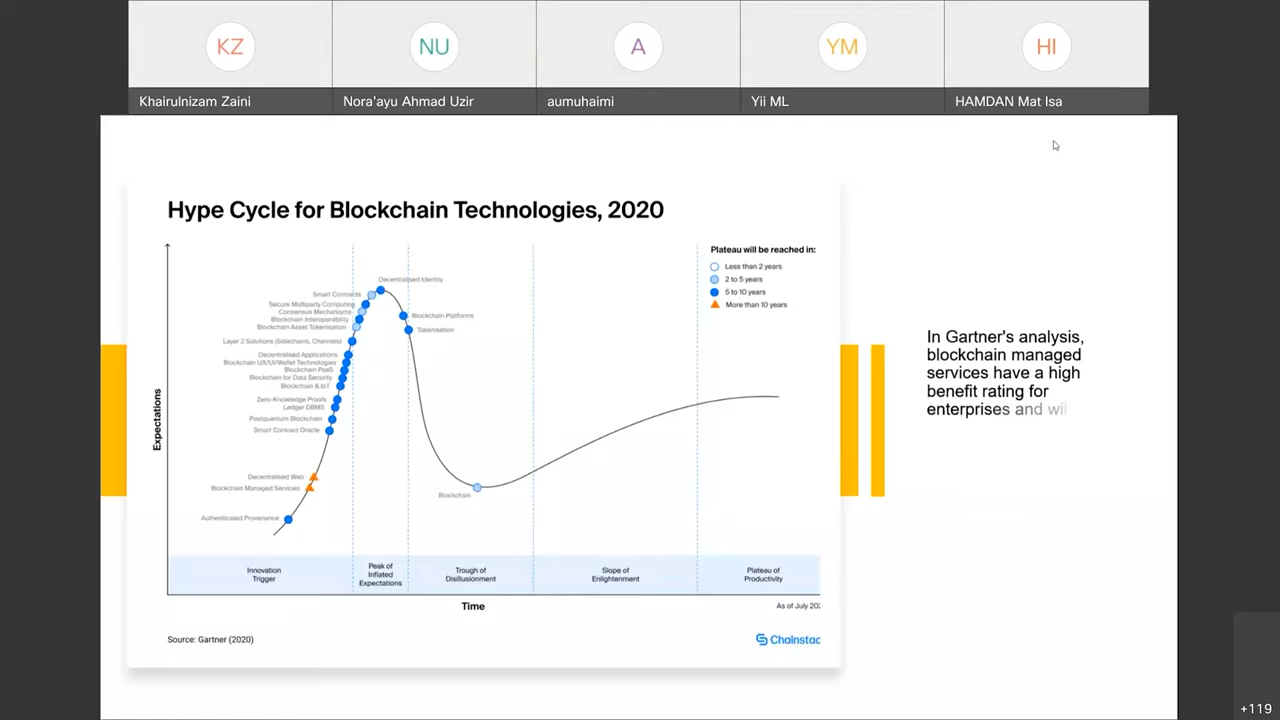 KZ
NU
A
YM
HI
Khairulnizam Zaini
Nora'ayu Ahmad Uzir
aumuhaimi
Yii ML
HAMDAN Mat Isa
Hype Cycle for Blockchain Technologies, 2020
Plateau will be reached in:
Less than 2 years
2 to 5 years
5 to 10 years
More than 10 years
Decentralised Identity
Smart Contracts
Secure Multiparty Computing
Consensus Mechanisms
Blockchain Interoperability
Blockchain Asset Tokenisation
Blockchain Platforms
Tokenisation
Layer 2 Solutions (Sidechains, Channels)
Decentralised Applications
Blockchain UX/UI/Wallet Technologies
Blockchain PaaS
Blockchain for Data Security
Blockchain & IoT
Zero-Knowledge Proofs
Ledger DBMS
Postquantum Blockchain
Smart Contract Oracle
Decentralised Web
Blockchain Managed Services
Authenticated Provenance
Blockchain
Expectations
Innovation
Trigger
Peak of
Inflated
Expectations
Trough of
Disillusionment
Slope of
Enlightenment
Plateau of
Productivity
Time
As of July 202
Source: Gartner (2020)
Chainstac
In Gartner's analysis,
blockchain managed
services have a high
benefit rating for
enterprises and wil
+119